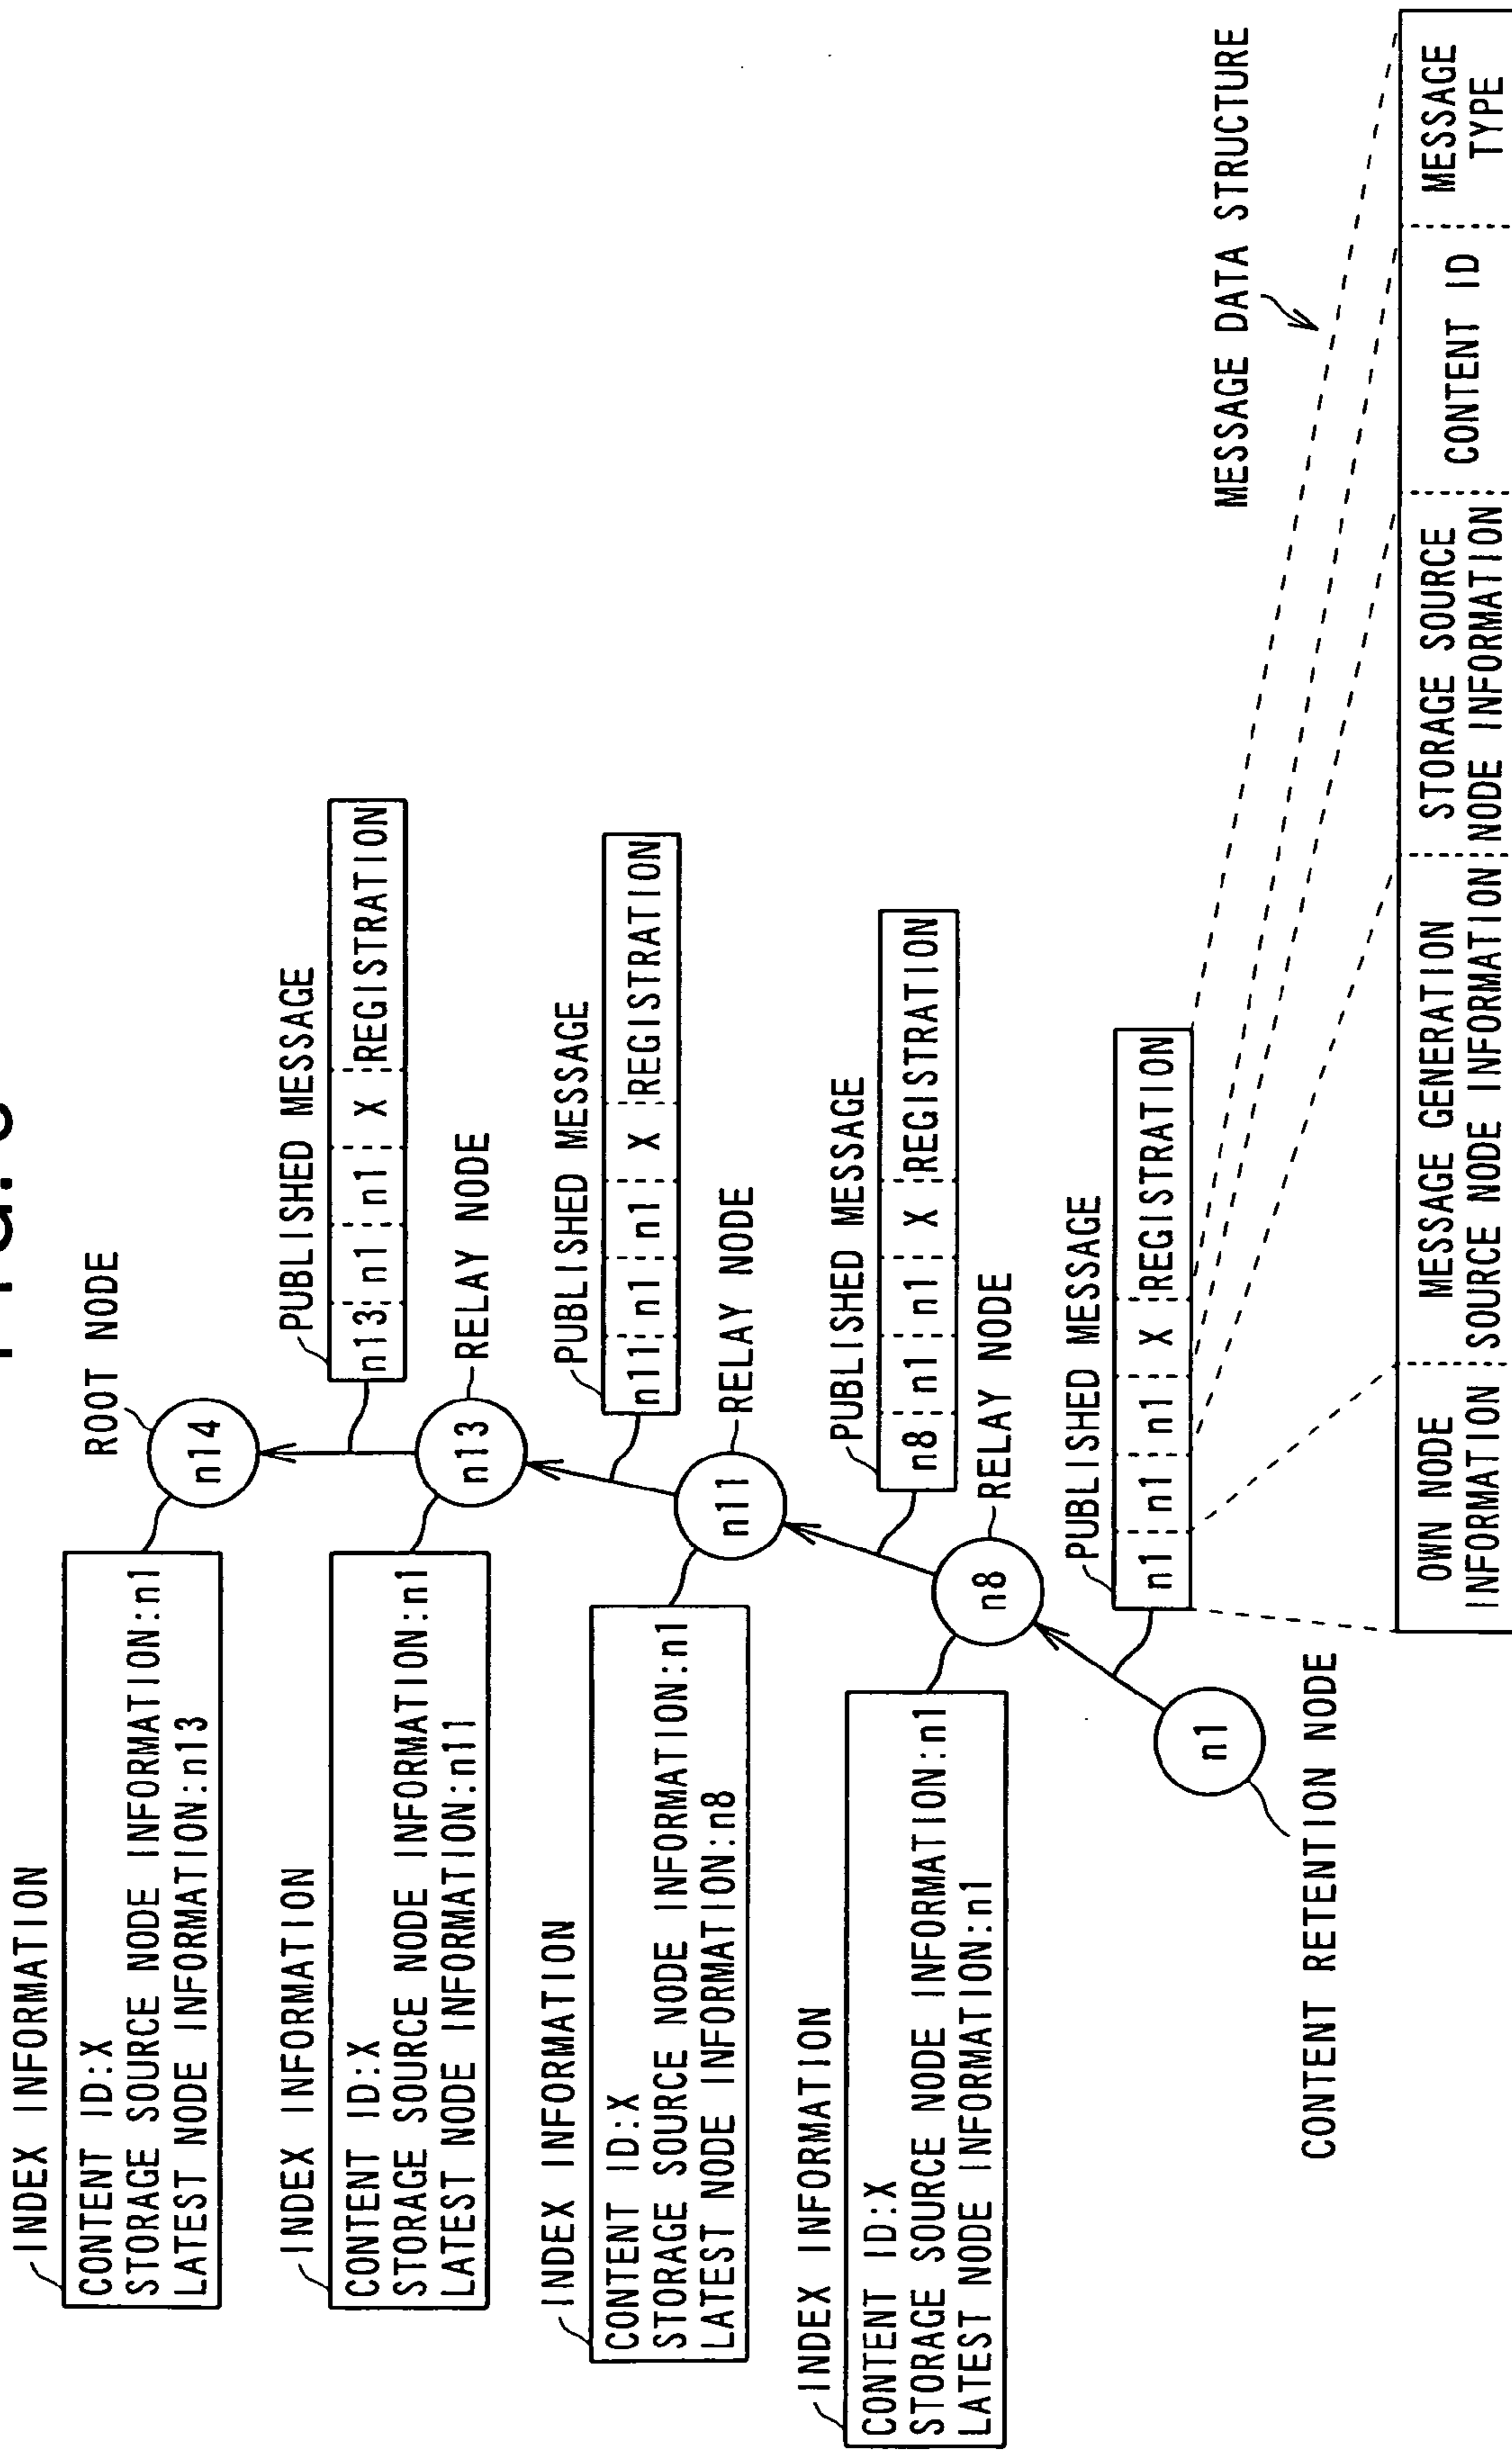 INDEX INFORMATION
CONTENT ID:X
STORAGE SOURCE NODE INFORMATION:n1
LATEST NODE INFORMATION:n13
ROOT NODE
n14
PUBLISHED MESSAGE
n13 n1 n1 X REGISTRATION
INDEX INFORMATION
CONTENT ID:X
STORAGE SOURCE NODE INFORMATION:n1
LATEST NODE INFORMATION:n11
n13
RELAY NODE
PUBLISHED MESSAGE
n11 n1 n1 X REGISTRATION
INDEX INFORMATION
CONTENT ID:X
STORAGE SOURCE NODE INFORMATION:n1
LATEST NODE INFORMATION:n8
n11
RELAY NODE
PUBLISHED MESSAGE
n8 n1 n1 X REGISTRATION
INDEX INFORMATION
CONTENT ID:X
STORAGE SOURCE NODE INFORMATION:n1
LATEST NODE INFORMATION:n1
n8
RELAY NODE
PUBLISHED MESSAGE
n1 n1 n1 X REGISTRATION
n1
CONTENT RETENTION NODE
MESSAGE DATA STRUCTURE
OWN NODE
INFORMATION
MESSAGE GENERATION
SOURCE NODE INFORMATION
STORAGE SOURCE
NODE INFORMATION
CONTENT ID
MESSAGE
TYPE